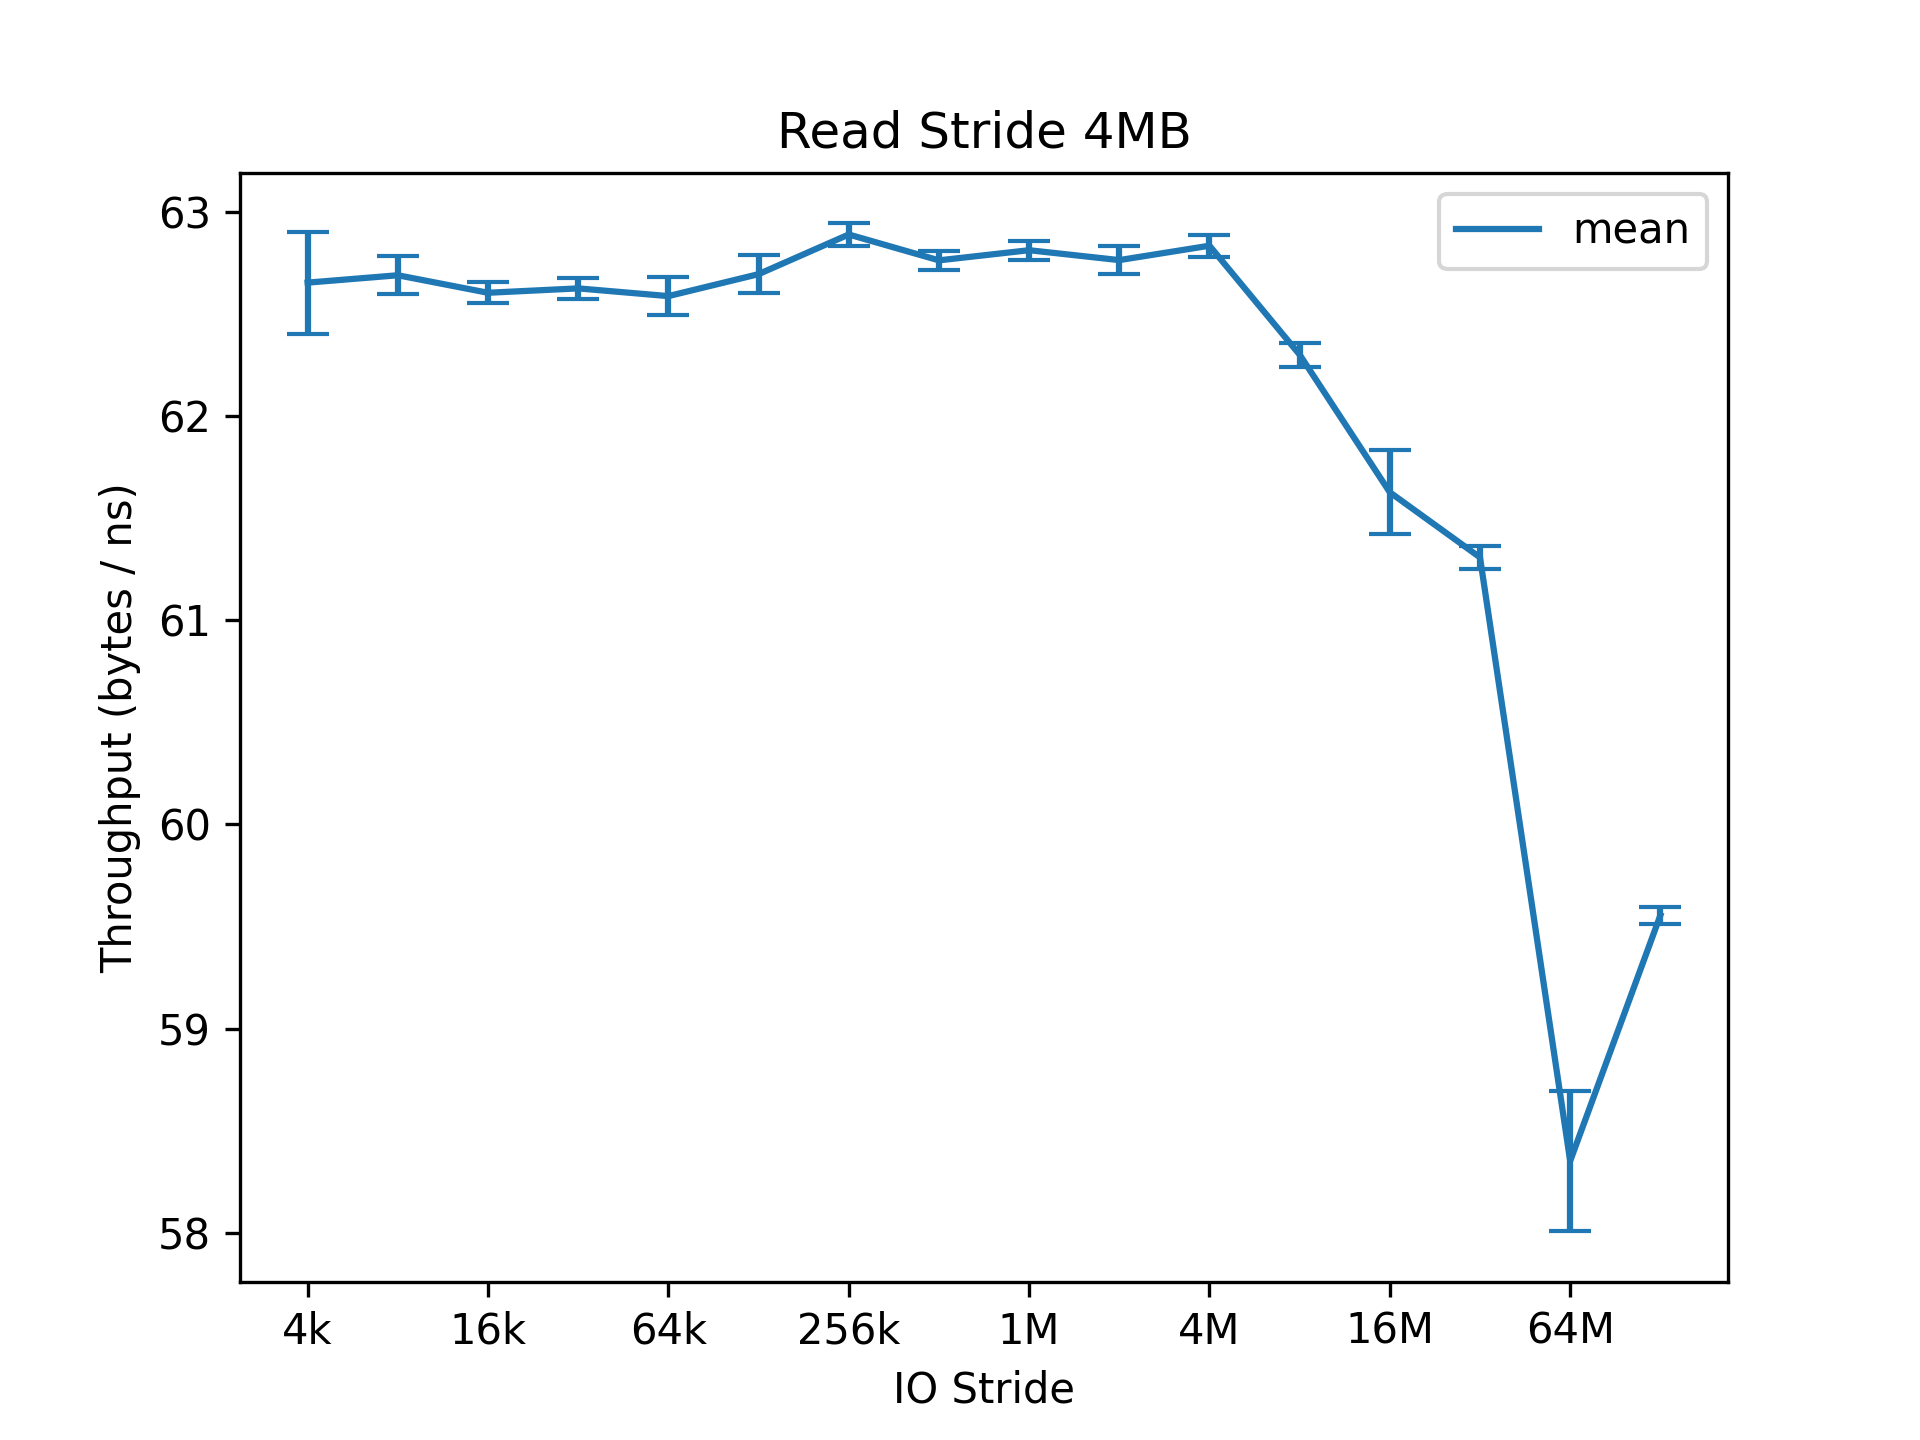 Read Stride 4MB
mean
63
62
61
60
59
58
Throughput (bytes / ns)
4k 16k 64k 256k 1M 4M 16M 64M
IO Stride